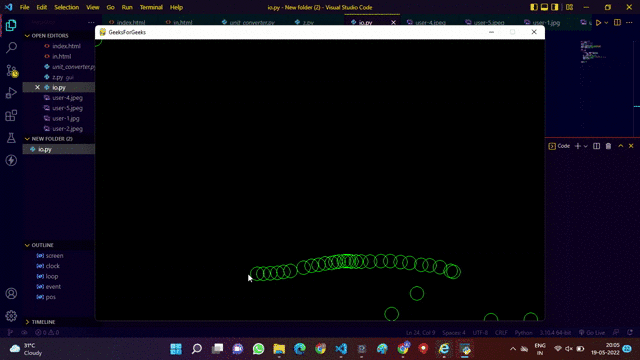 File Edit Selection View Go Run Terminal Help
io.py - New folder (2) - Visual Studio Code
OPEN EDITORS
index.html
in.html
unit_converter.py
z.py
io.py
user-4.jpeg
user-5.jpeg
user-1.jpg
GeeksForGeeks
index.html
in.html
unit_converter.py
z.py gui
io.py
user-4.jpeg
user-5.jpeg
user-1.jpg
user-2.jpeg
NEW FOLDER (2)
io.py
Code
OUTLINE
screen
clock
loop
event
pos
TIMELINE
0 0
Ln 24, Col 8 Spaces: 4 UTF-8 CRLF Python 3.10.4 64-bit Go Live
31°C
Cloudy
ENG
IN
20:05
19-05-2022